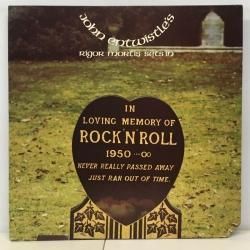 JOHN ENTWISTLE'S
RIGOR MORTIS SETS IN
IN
LOVING MEMORY OF
ROCK'N'ROLL
1950 ··· ∞
NEVER REALLY PASSED AWAY
JUST RAN OUT OF TIME.